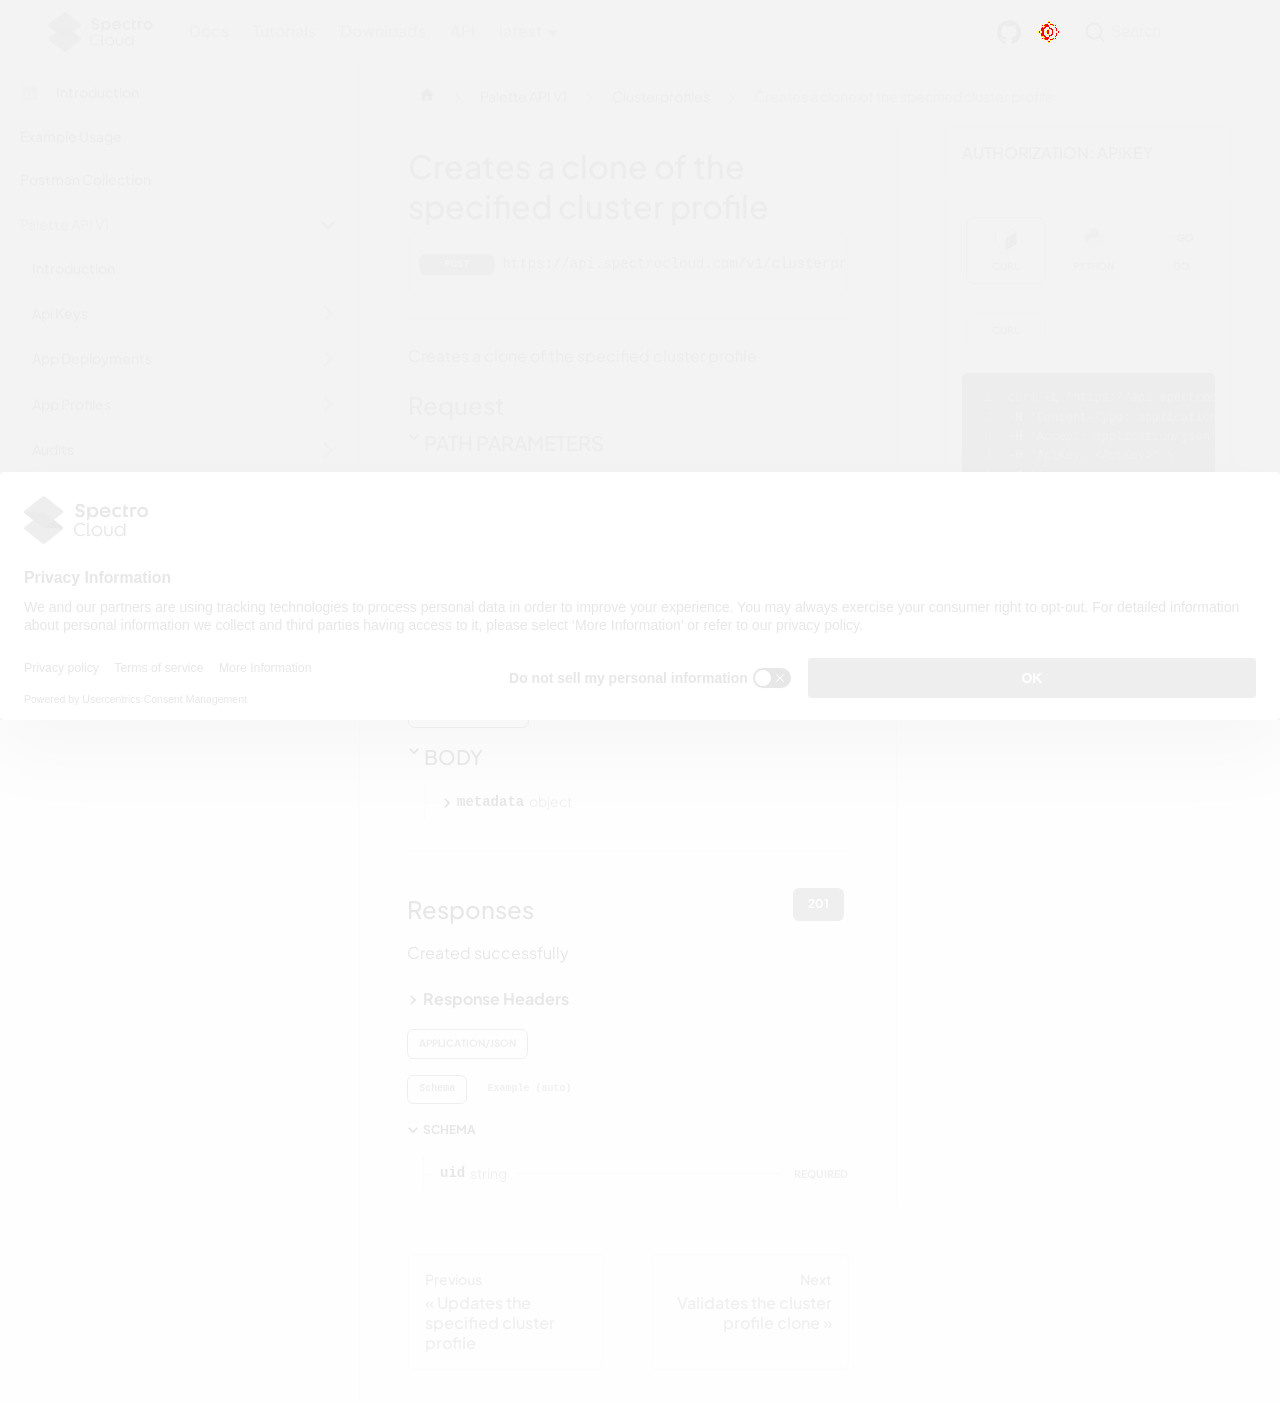 Spectro
Cloud
Docs Tutorials Downloads API latest
Search
Introduction
Example Usage
Postman Collection
Palette API V1
Introduction
Api Keys
App Deployments
App Profiles
Audits
Palette API V1
Clusterprofiles
Creates a clone of the specified cluster profile
Creates a clone of the
specified cluster profile
POST https://api.spectrocloud.com/v1/clusterpr
Creates a clone of the specified cluster profile
Request
PATH PARAMETERS
AUTHORIZATION: APIKEY
CURL PYTHON GO
CURL
Spectro
Cloud
Privacy Information
We and our partners are using tracking technologies to process personal data in order to improve your experience. You may always exercise your consumer right to opt-out. For detailed information
about personal information we collect and third parties having access to it, please select 'More Information' or refer to our privacy policy.
Privacy policy Terms of service More Information
Powered by Usercentrics Consent Management
Do not sell my personal information
OK
BODY
metadata object
Responses
201
Created successfully
Response Headers
APPLICATION/JSON
Schema Example (auto)
SCHEMA
uid string REQUIRED
Previous
« Updates the
specified cluster
profile
Next
Validates the cluster
profile clone »